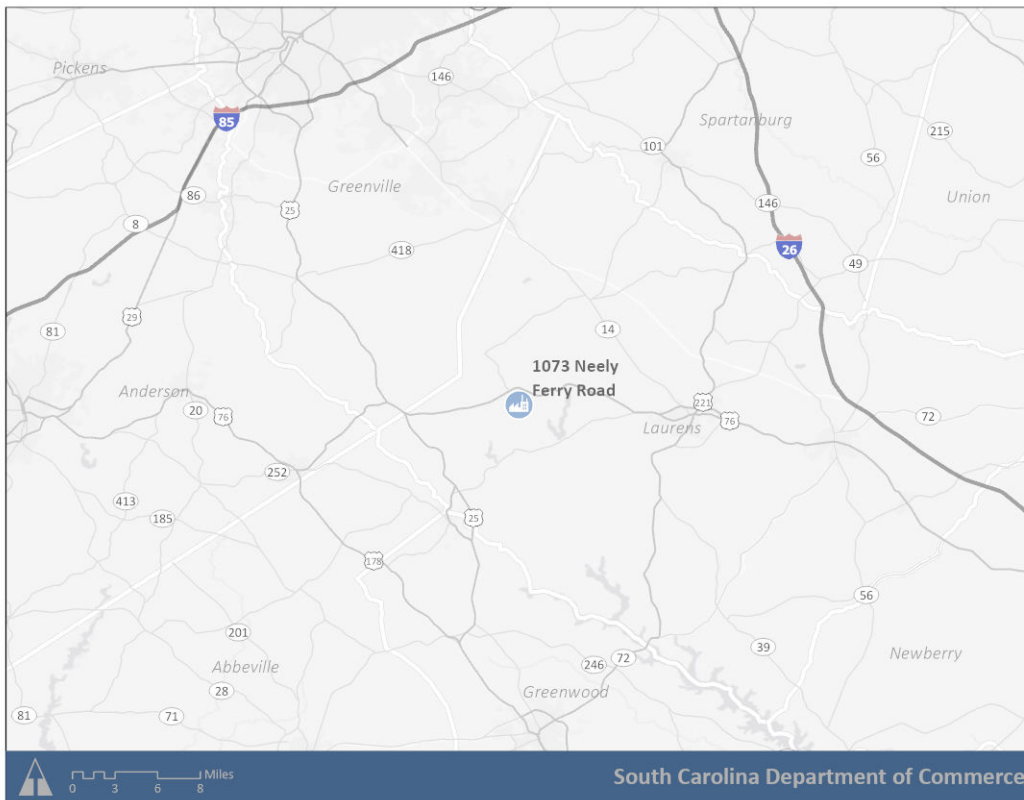 146
Pickens
85
Spartanburg
215
101
56
Greenville
86
146
Union
25
8
418
26
49
29
81
14
1073 Neely
Ferry Road
Anderson
20
76
221
76
72
Laurens
252
413
185
25
178
56
201
39
Newberry
246
72
Abbeville
28
Greenwood
81
71
Miles
0 3 6 8
South Carolina Department of Commerce